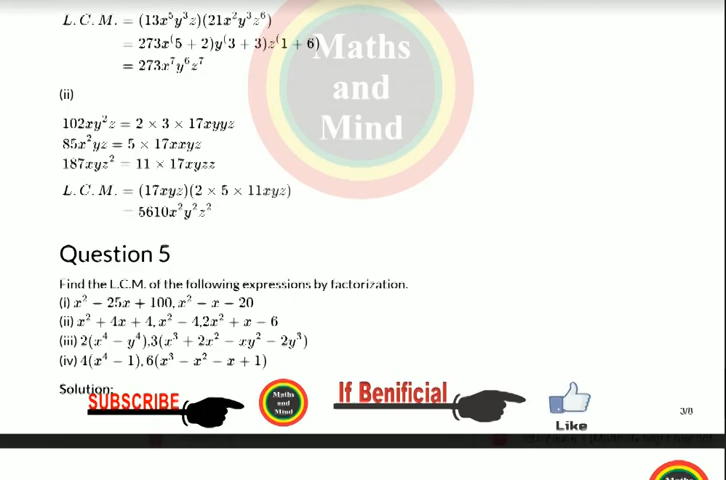 L. C. M. = (13x⁵y³z)(21x²y³z⁶)
= 273x⁽5 + 2)y⁽3 + 3)z⁽1 + 6)
= 273x⁷y⁶z⁷
Maths
and
Mind
(ii)
102xy²z = 2 × 3 × 17xyyz
85x²yz = 5 × 17xxyz
187xyz² = 11 × 17xyzz
L. C. M. = (17xyz)(2 × 5 × 11xyz)
= 5610x²y²z²
Question 5
Find the L.C.M. of the following expressions by factorization.
(i) x² − 25x + 100, x² − x − 20
(ii) x² + 4x + 4, x² − 4, 2x² + x − 6
(iii) 2(x⁴ − y⁴), 3(x³ + 2x² − xy² − 2y³)
(iv) 4(x⁴ − 1), 6(x³ − x² − x + 1)
Solution:
SUBSCRIBE
Maths
and
Mind
If Benificial
Like
3/8